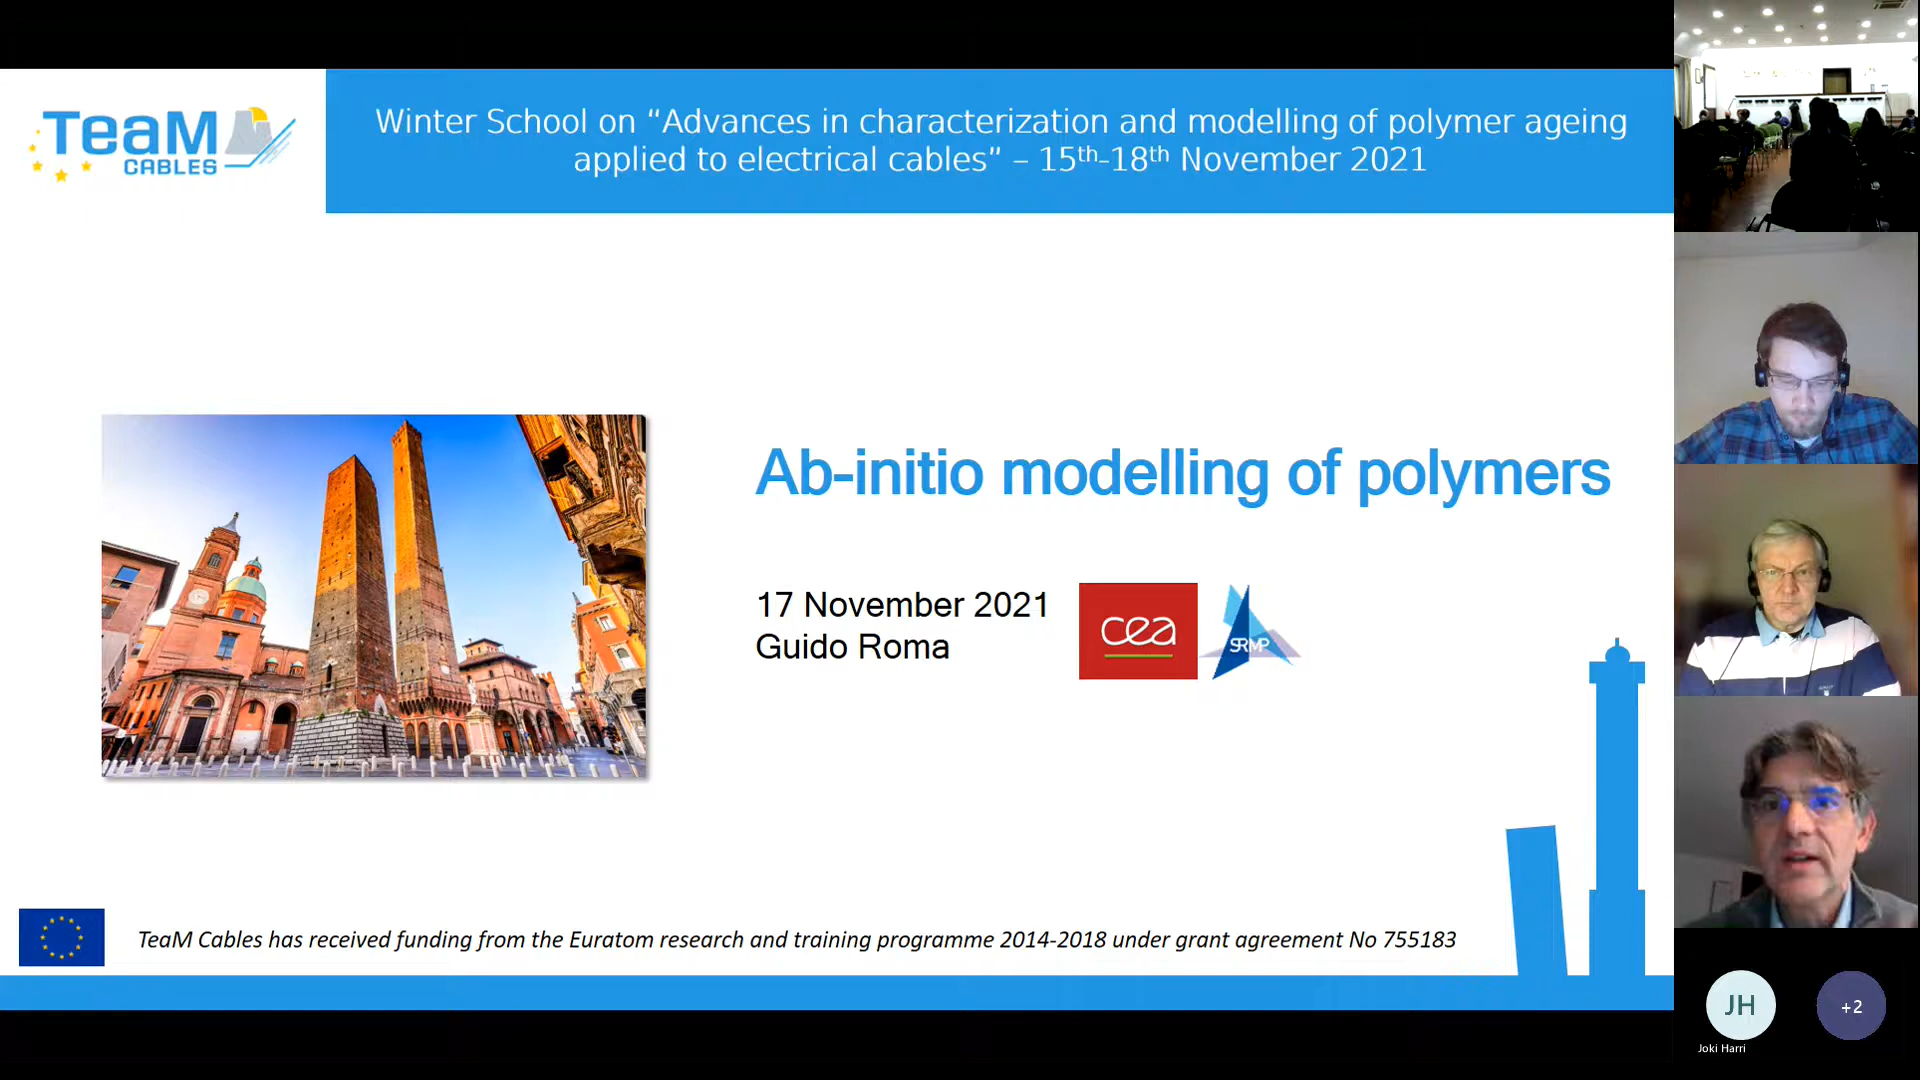 TeaM
CABLES
Winter School on “Advances in characterization and modelling of polymer ageing
applied to electrical cables” – 15th-18th November 2021
Ab-initio modelling of polymers
17 November 2021
Guido Roma
cea
SRMP
TeaM Cables has received funding from the Euratom research and training programme 2014-2018 under grant agreement No 755183
JH
+2
Joki Harri